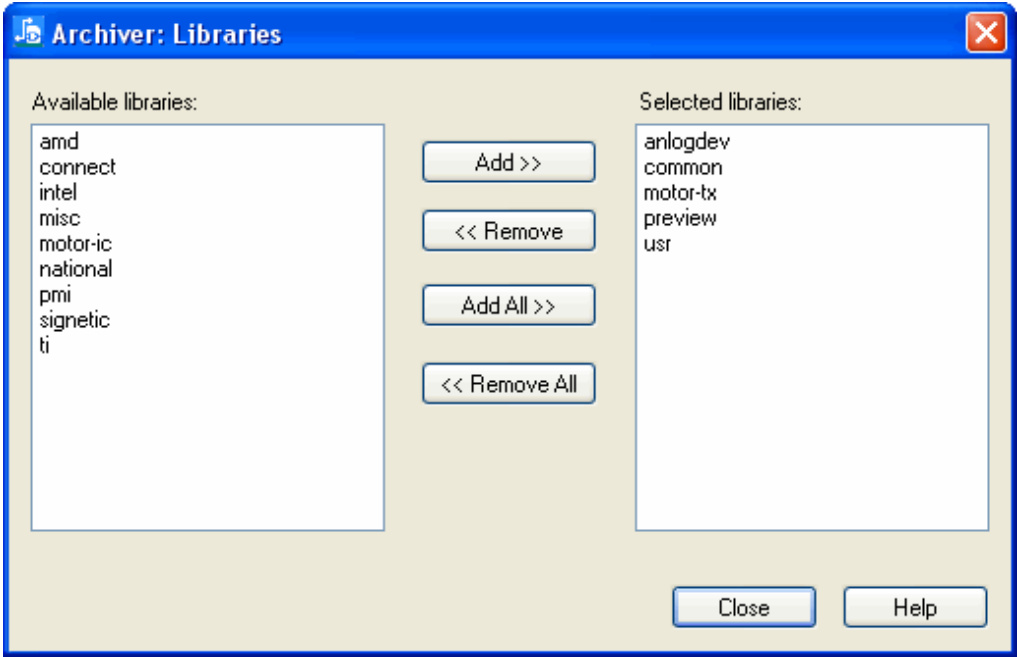 Archiver: Libraries
Available libraries:
amd
connect
intel
misc
motor-ic
national
pmi
signetic
ti
Add >>
<< Remove
Add All >>
<< Remove All
Selected libraries:
anlogdev
common
motor-tx
preview
usr
Close
Help